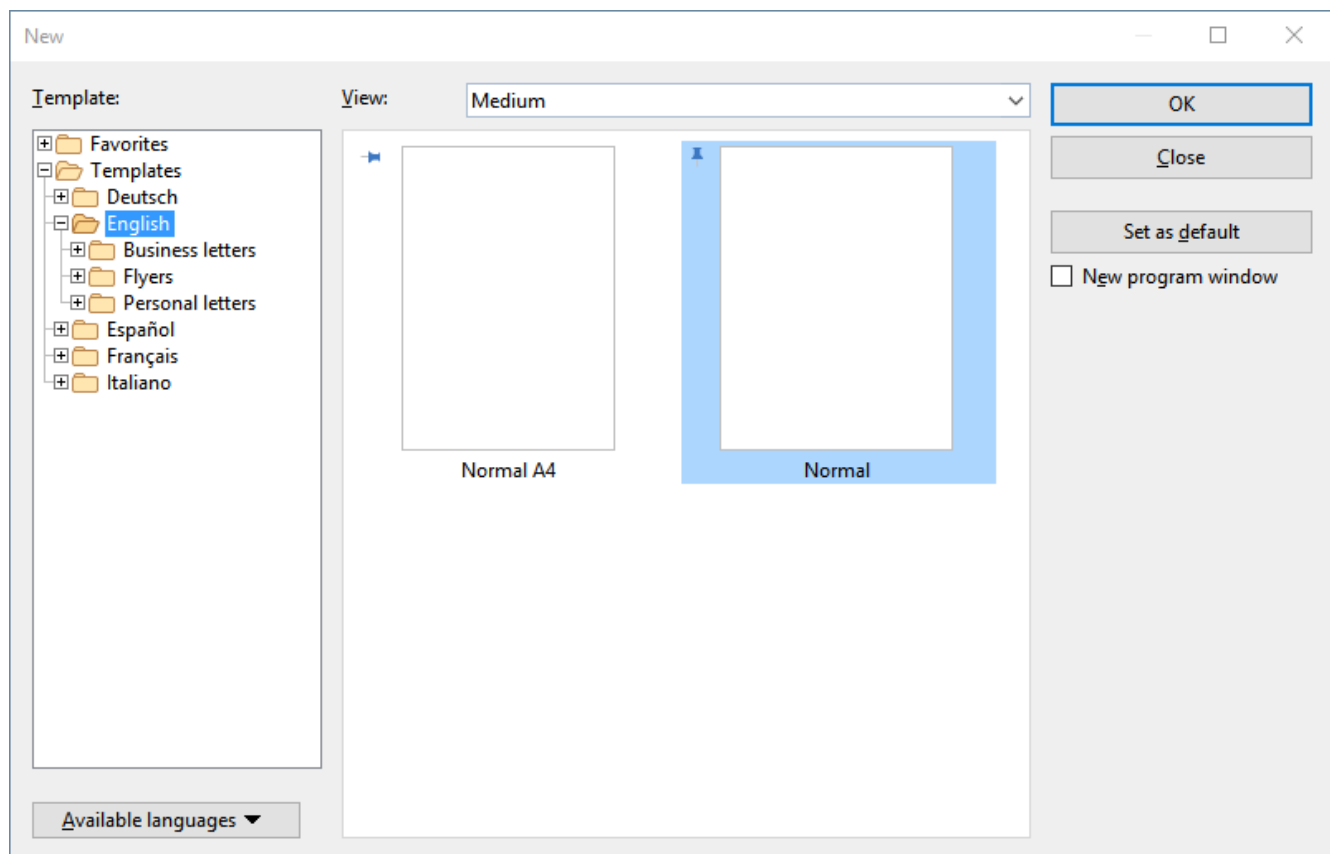 New
Template:
View:
Medium
OK
Close
Set as default
New program window
Favorites
Templates
Deutsch
English
Business letters
Flyers
Personal letters
Español
Français
Italiano
Normal A4
Normal
Available languages